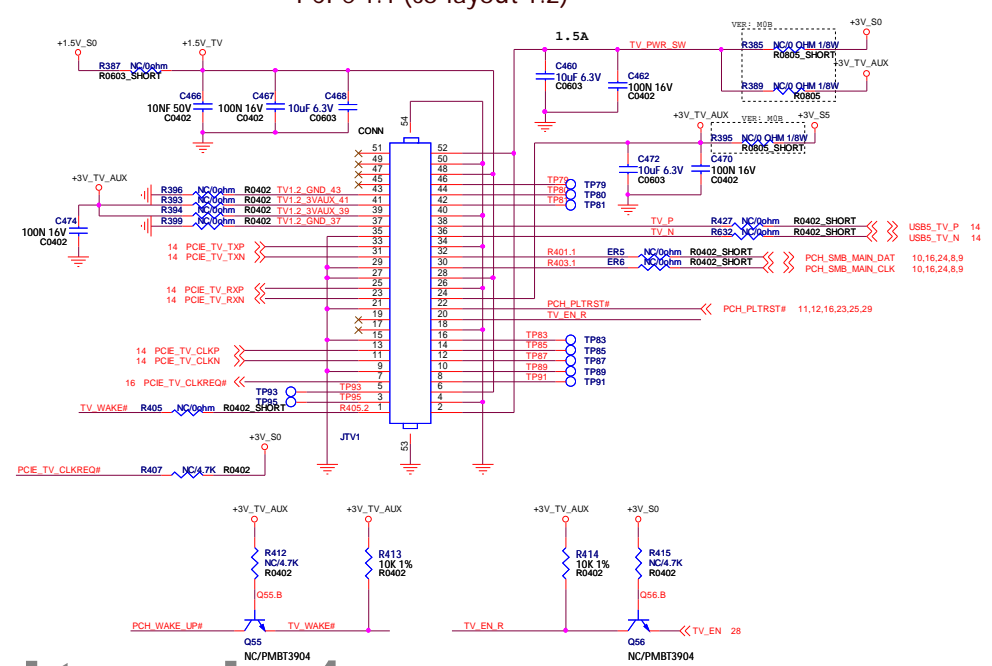 +1.5V_S0
+1.5V_TV
R387 NC/0ohm
R0603_SHORT
C466
10NF 50V
C0402
C467
100N 16V
C0402
C468
10uF 6.3V
C0603
1.5A
TV_PWR_SW
VER: M0B
+3V_S0
R385 NC/0 OHM 1/8W
R0805_SHORT
+3V_TV_AUX
R389 NC/0 OHM 1/8W
R0805
C460
10uF 6.3V
C0603
C462
100N 16V
C0402
+3V_TV_AUX
VER: M0B
+3V_S5
R395 NC/0 OHM 1/8W
R0805_SHORT
C472
10uF 6.3V
C0603
C470
100N 16V
C0402
CONN
54
51
49
47
45
43
41
39
37
35
33
31
29
27
25
23
21
19
17
15
13
11
9
7
5
3
1
52
50
48
46
44
42
40
38
36
34
32
30
28
26
24
22
20
18
16
14
12
10
8
6
4
2
53
JTV1
+3V_TV_AUX
C474
100N 16V
C0402
R396 NC/0ohm R0402 TV1.2_GND_43
R393 NC/0ohm R0402 TV1.2_3VAUX_41
R394 NC/0ohm R0402 TV1.2_3VAUX_39
R399 NC/0ohm R0402 TV1.2_GND_37
14 PCIE_TV_TXP
14 PCIE_TV_TXN
14 PCIE_TV_RXP
14 PCIE_TV_RXN
14 PCIE_TV_CLKP
14 PCIE_TV_CLKN
16 PCIE_TV_CLKREQ#
TP93 TP93
TP95 TP95
TV_WAKE# R405 NC/0ohm R0402_SHORT R405.2
TP79 TP79
TP80
TP81
TV_P R427 NC/0ohm R0402_SHORT USB5_TV_P 14
TV_N R632 NC/0ohm R0402_SHORT USB5_TV_N 14
R401.1 ER5 NC/0ohm R0402_SHORT PCH_SMB_MAIN_DAT 10,16,24,8,9
R403.1 ER6 NC/0ohm R0402_SHORT PCH_SMB_MAIN_CLK 10,16,24,8,9
PCH_PLTRST# PCH_PLTRST# 11,12,16,23,25,29
TV_EN_R
TP83 TP83
TP85 TP85
TP87 TP87
TP89 TP89
TP91 TP91
+3V_S0
PCIE_TV_CLKREQ# R407 NC/4.7K R0402
+3V_TV_AUX
R412
NC/4.7K
R0402
Q55.B
PCH_WAKE_UP#
Q55
NC/PMBT3904
TV_WAKE#
+3V_TV_AUX
R413
10K 1%
R0402
+3V_TV_AUX
R414
10K 1%
R0402
TV_EN_R
+3V_S0
R415
NC/4.7K
R0402
Q56.B
Q56
NC/PMBT3904
TV_EN 28